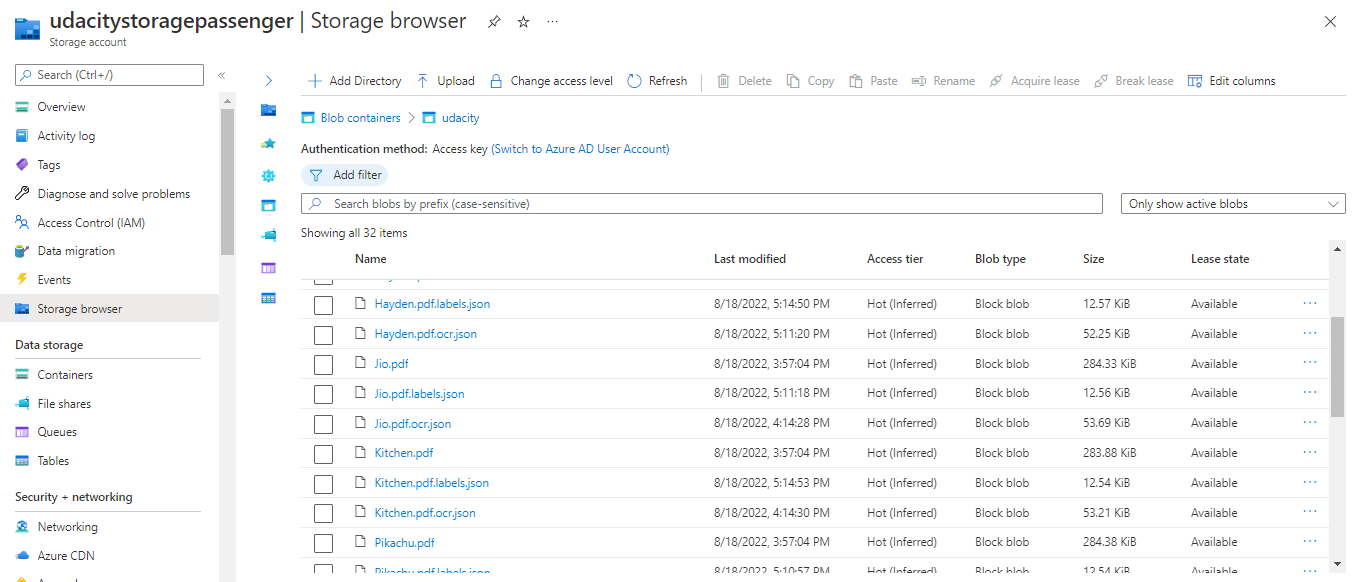 udacitystoragepassenger | Storage browser
Storage account
Search (Ctrl+/)
Overview
Activity log
Tags
Diagnose and solve problems
Access Control (IAM)
Data migration
Events
Storage browser
Data storage
Containers
File shares
Queues
Tables
Security + networking
Networking
Azure CDN
Add Directory Upload Change access level Refresh Delete Copy Paste Rename Acquire lease Break lease Edit columns
Blob containers > udacity
Authentication method: Access key (Switch to Azure AD User Account)
Add filter
Search blobs by prefix (case-sensitive) Only show active blobs
Showing all 32 items
Name Last modified Access tier Blob type Size Lease state
Hayden.pdf.labels.json 8/18/2022, 5:14:50 PM Hot (Inferred) Block blob 12.57 KiB Available
Hayden.pdf.ocr.json 8/18/2022, 5:11:20 PM Hot (Inferred) Block blob 52.25 KiB Available
Jio.pdf 8/18/2022, 3:57:04 PM Hot (Inferred) Block blob 284.33 KiB Available
Jio.pdf.labels.json 8/18/2022, 5:11:18 PM Hot (Inferred) Block blob 12.56 KiB Available
Jio.pdf.ocr.json 8/18/2022, 4:14:28 PM Hot (Inferred) Block blob 53.69 KiB Available
Kitchen.pdf 8/18/2022, 3:57:04 PM Hot (Inferred) Block blob 283.88 KiB Available
Kitchen.pdf.labels.json 8/18/2022, 5:14:53 PM Hot (Inferred) Block blob 12.54 KiB Available
Kitchen.pdf.ocr.json 8/18/2022, 4:14:30 PM Hot (Inferred) Block blob 53.21 KiB Available
Pikachu.pdf 8/18/2022, 3:57:04 PM Hot (Inferred) Block blob 284.38 KiB Available
Pikachu.pdf.labels.json 8/18/2022, 5:10:57 PM Hot (Inferred) Block blob 12.54 KiB Available